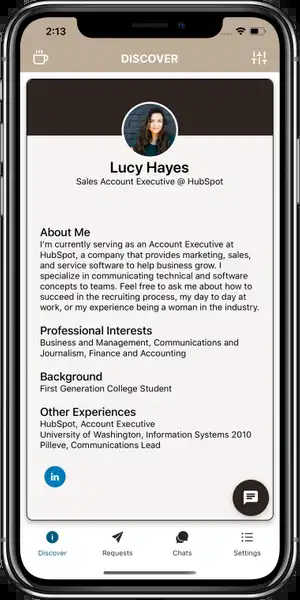 2:13
DISCOVER
Lucy Hayes
Sales Account Executive @ HubSpot
About Me
I'm currently serving as an Account Executive at
HubSpot, a company that provides marketing, sales,
and service software to help business grow. I
specialize in communicating technical and software
concepts to teams. Feel free to ask me about how to
succeed in the recruiting process, my day to day at
work, or my experience being a woman in the industry.
Professional Interests
Business and Management, Communications and
Journalism, Finance and Accounting
Background
First Generation College Student
Other Experiences
HubSpot, Account Executive
University of Washington, Information Systems 2010
Pilleve, Communications Lead
in
Discover
Requests
Chats
Settings